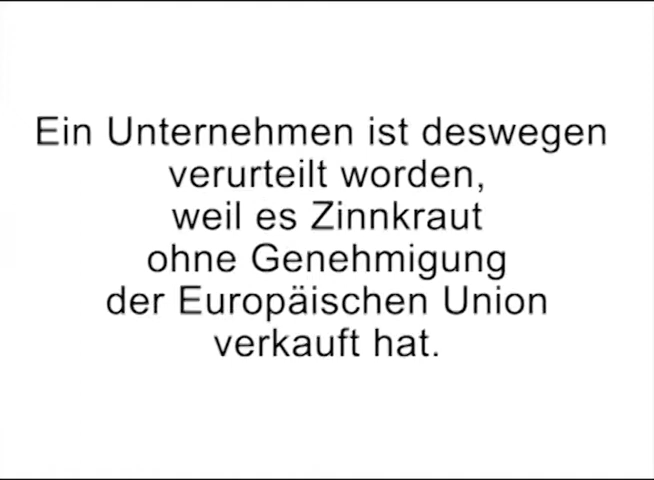 Ein Unternehmen ist deswegen
verurteilt worden,
weil es Zinnkraut
ohne Genehmigung
der Europäischen Union
verkauft hat.